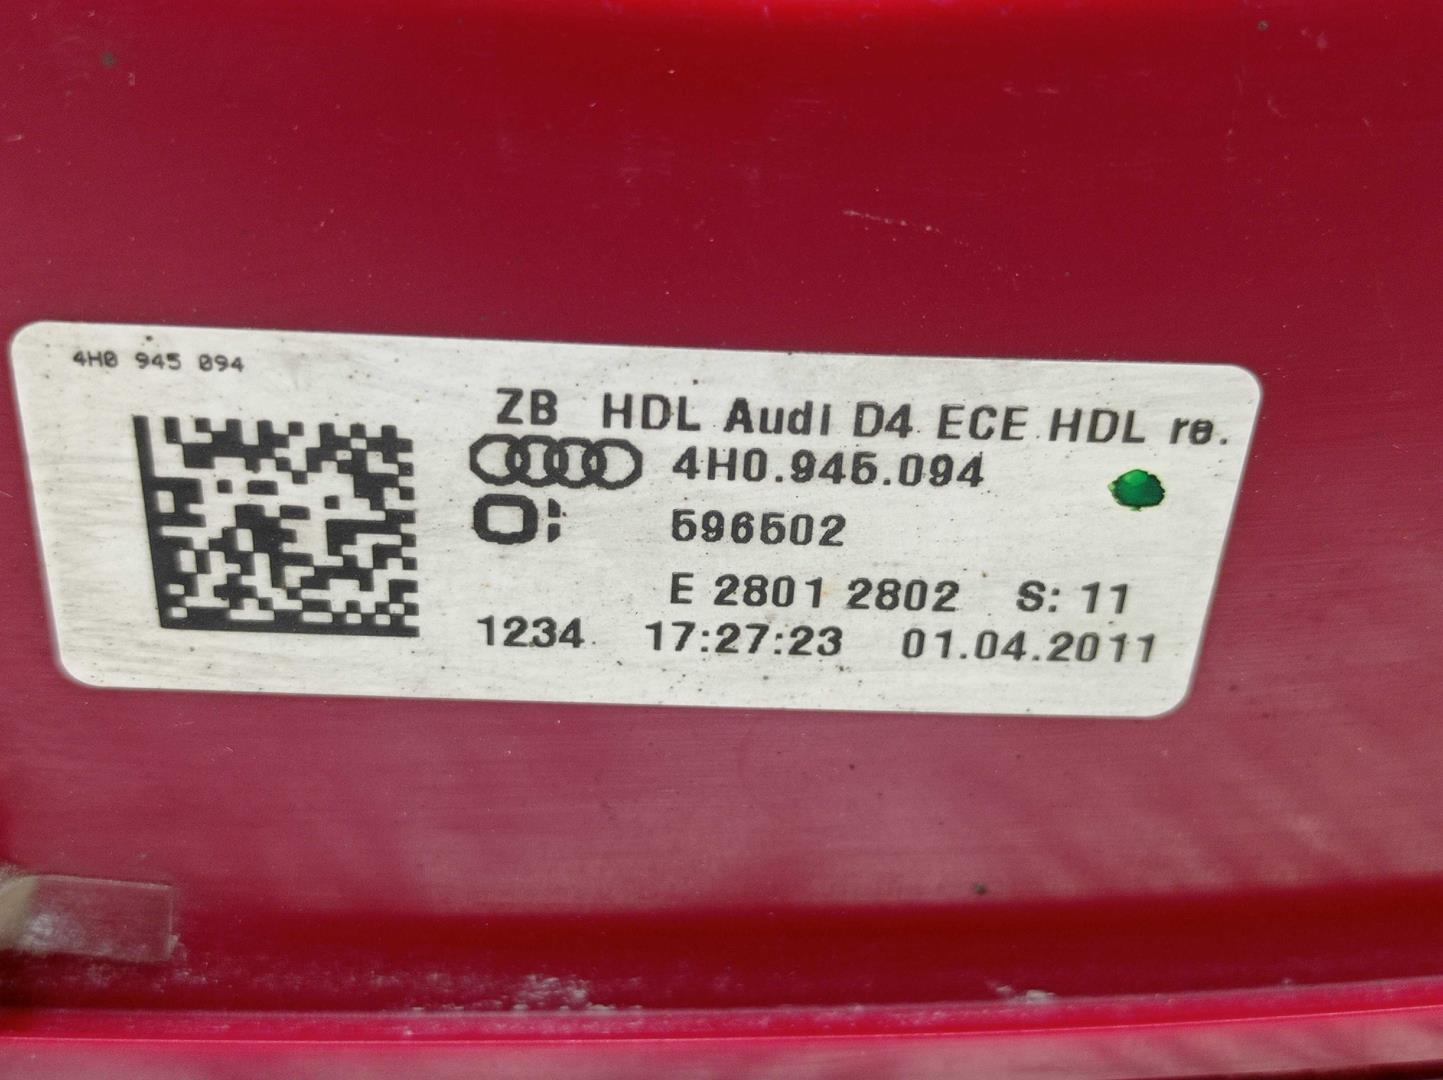 4H0 945 094
ZB HDL Audi D4 ECE HDL re.
4H0.945.094
O: 596502
E 2801 2802 S: 11
1234 17:27:23 01.04.2011